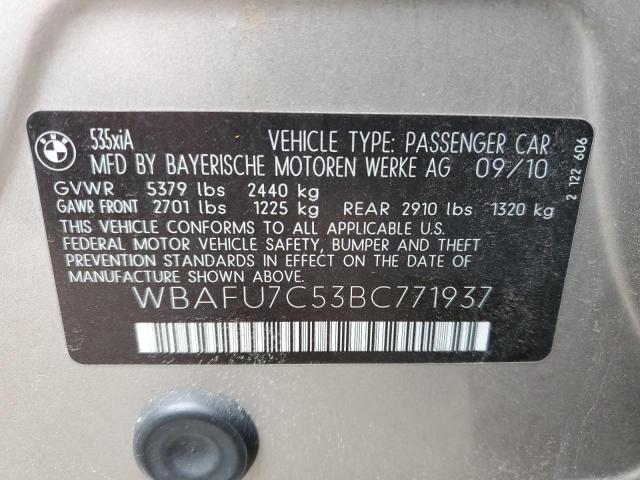 BMW
535xiA
VEHICLE TYPE: PASSENGER CAR
MFD BY BAYERISCHE MOTOREN WERKE AG 09/10
GVWR 5379 lbs 2440 kg
GAWR FRONT 2701 lbs 1225 kg REAR 2910 lbs 1320 kg
THIS VEHICLE CONFORMS TO ALL APPLICABLE U.S.
FEDERAL MOTOR VEHICLE SAFETY, BUMPER AND THEFT
PREVENTION STANDARDS IN EFFECT ON THE DATE OF
MANUFACTURE SHOWN ABOVE.
WBAFU7C53BC771937
2 122 606